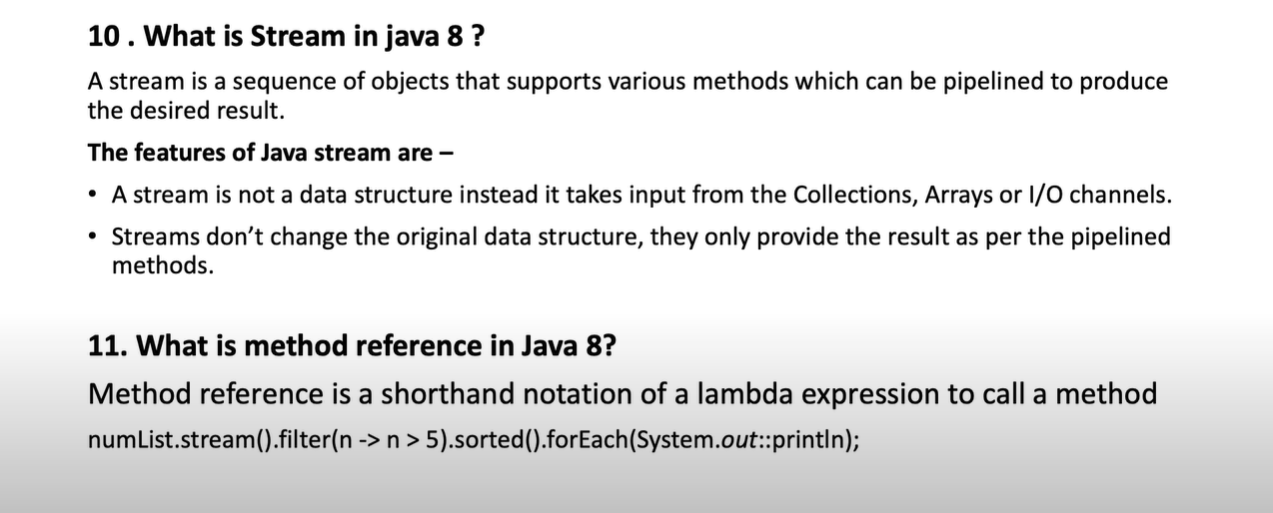 10 . What is Stream in java 8 ?
A stream is a sequence of objects that supports various methods which can be pipelined to produce
the desired result.
The features of Java stream are –
• A stream is not a data structure instead it takes input from the Collections, Arrays or I/O channels.
• Streams don’t change the original data structure, they only provide the result as per the pipelined
methods.
11. What is method reference in Java 8?
Method reference is a shorthand notation of a lambda expression to call a method
numList.stream().filter(n -> n > 5).sorted().forEach(System.out::println);